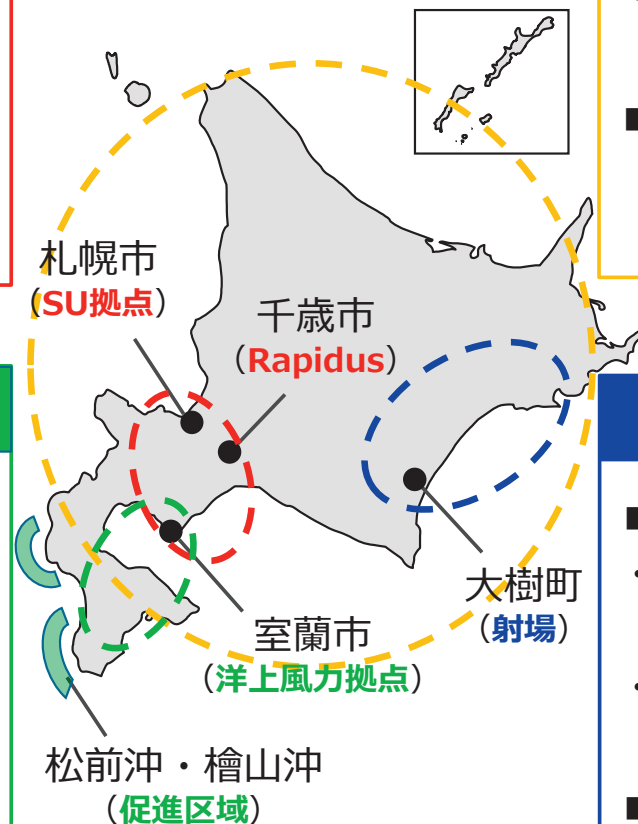 札幌市
（SU拠点）
千歳市
（Rapidus）
大樹町
（射場）
室蘭市
（洋上風力拠点）
松前沖・檜山沖
（促進区域）